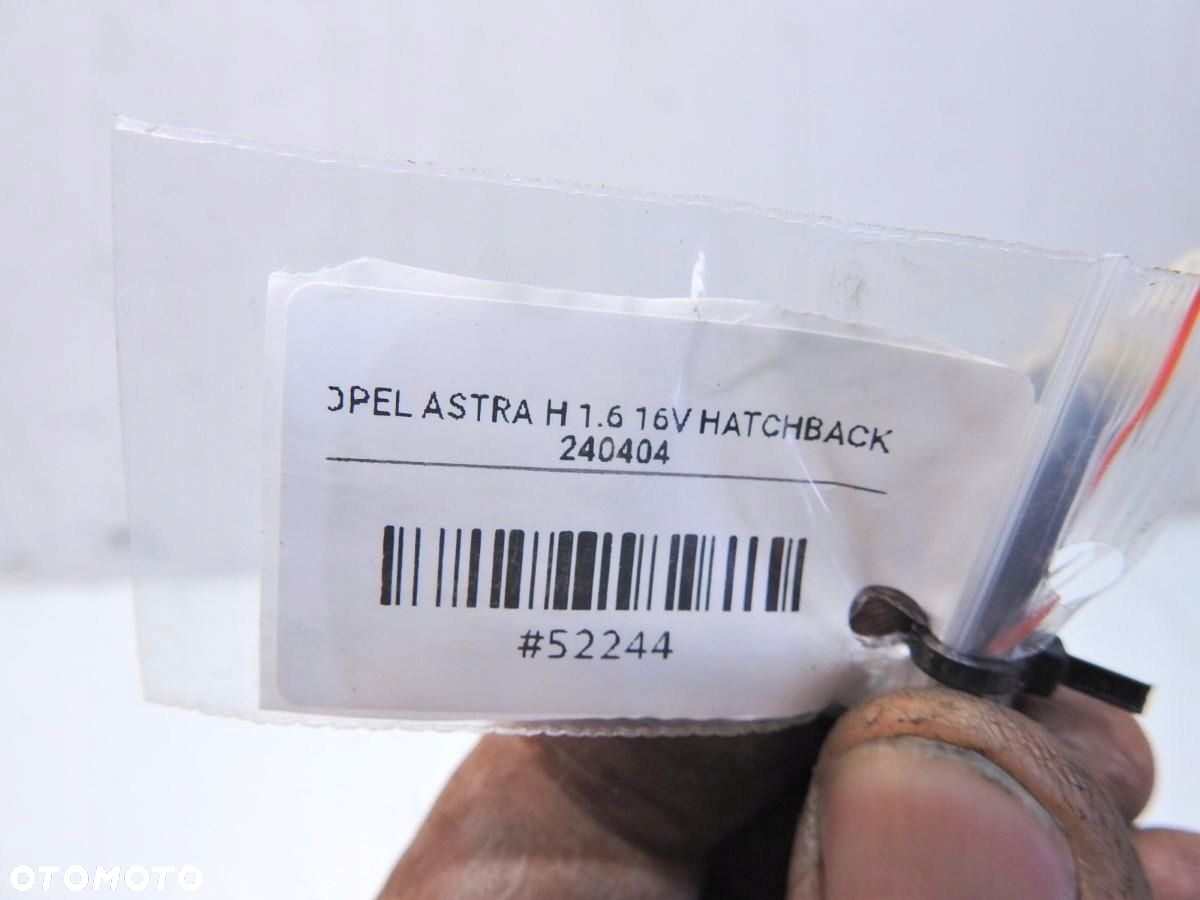 OPEL ASTRA H 1.6 16V HATCHBACK
240404
#52244
OTOMOTO